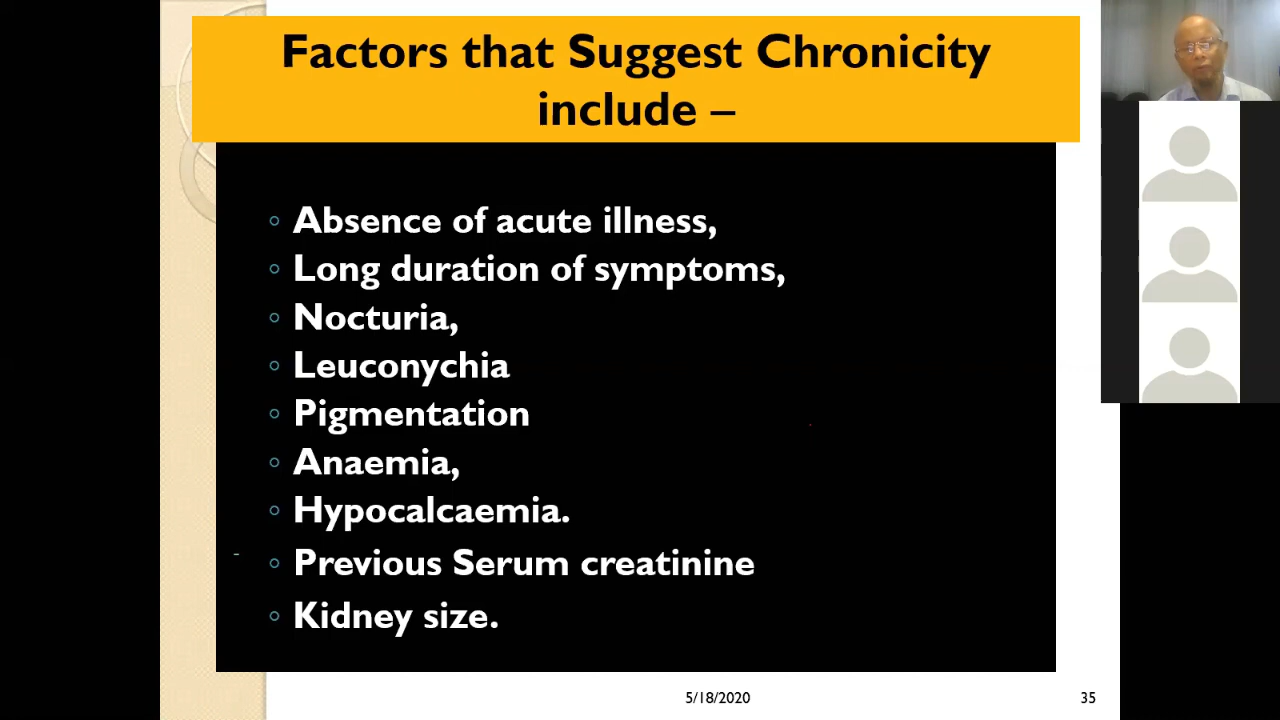 Factors that Suggest Chronicity
include –
Absence of acute illness,
Long duration of symptoms,
Nocturia,
Leuconychia
Pigmentation
Anaemia,
Hypocalcaemia.
Previous Serum creatinine
Kidney size.
5/18/2020
35